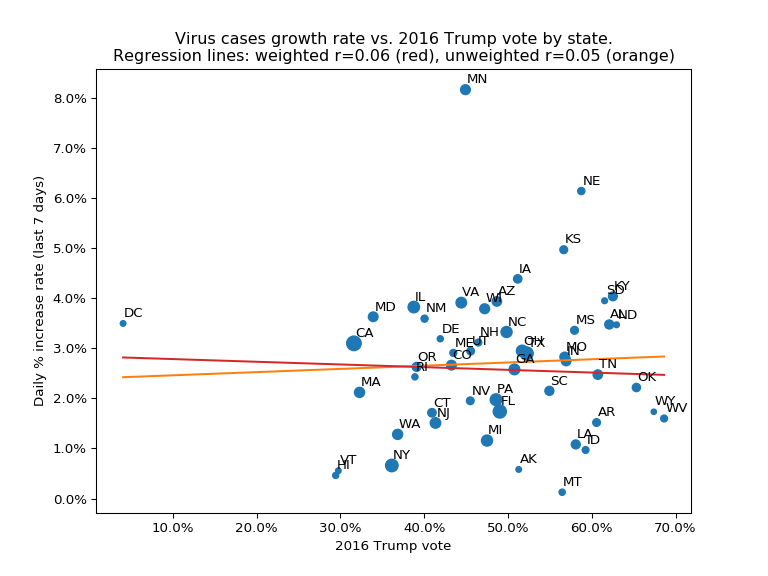 Virus cases growth rate vs. 2016 Trump vote by state.
Regression lines: weighted r=0.06 (red), unweighted r=0.05 (orange)
Daily % increase rate (last 7 days)
8.0%
7.0%
6.0%
5.0%
4.0%
3.0%
2.0%
1.0%
0.0%
MN
NE
KS
IA
KY
SD
AZ
VA
WI
IL
NM
MD
DC
AL
ND
MS
NC
DE
NH
CA
OH
TX
ME
UT
MO
IN
OR
CO
RI
GA
TN
MA
SC
OK
NV
PA
FL
CT
NJ
WY
WV
AR
WA
MI
LA
ID
NY
VT
HI
AK
MT
10.0%
20.0%
30.0%
40.0%
50.0%
60.0%
70.0%
2016 Trump vote